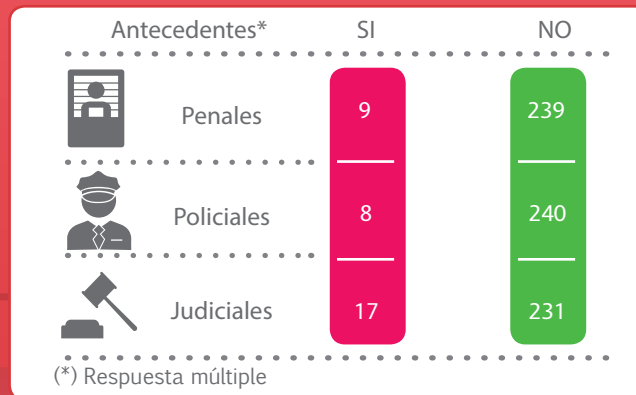 Antecedentes* SI NO
Penales 9 239
Policiales 8 240
Judiciales 17 231
(*) Respuesta múltiple